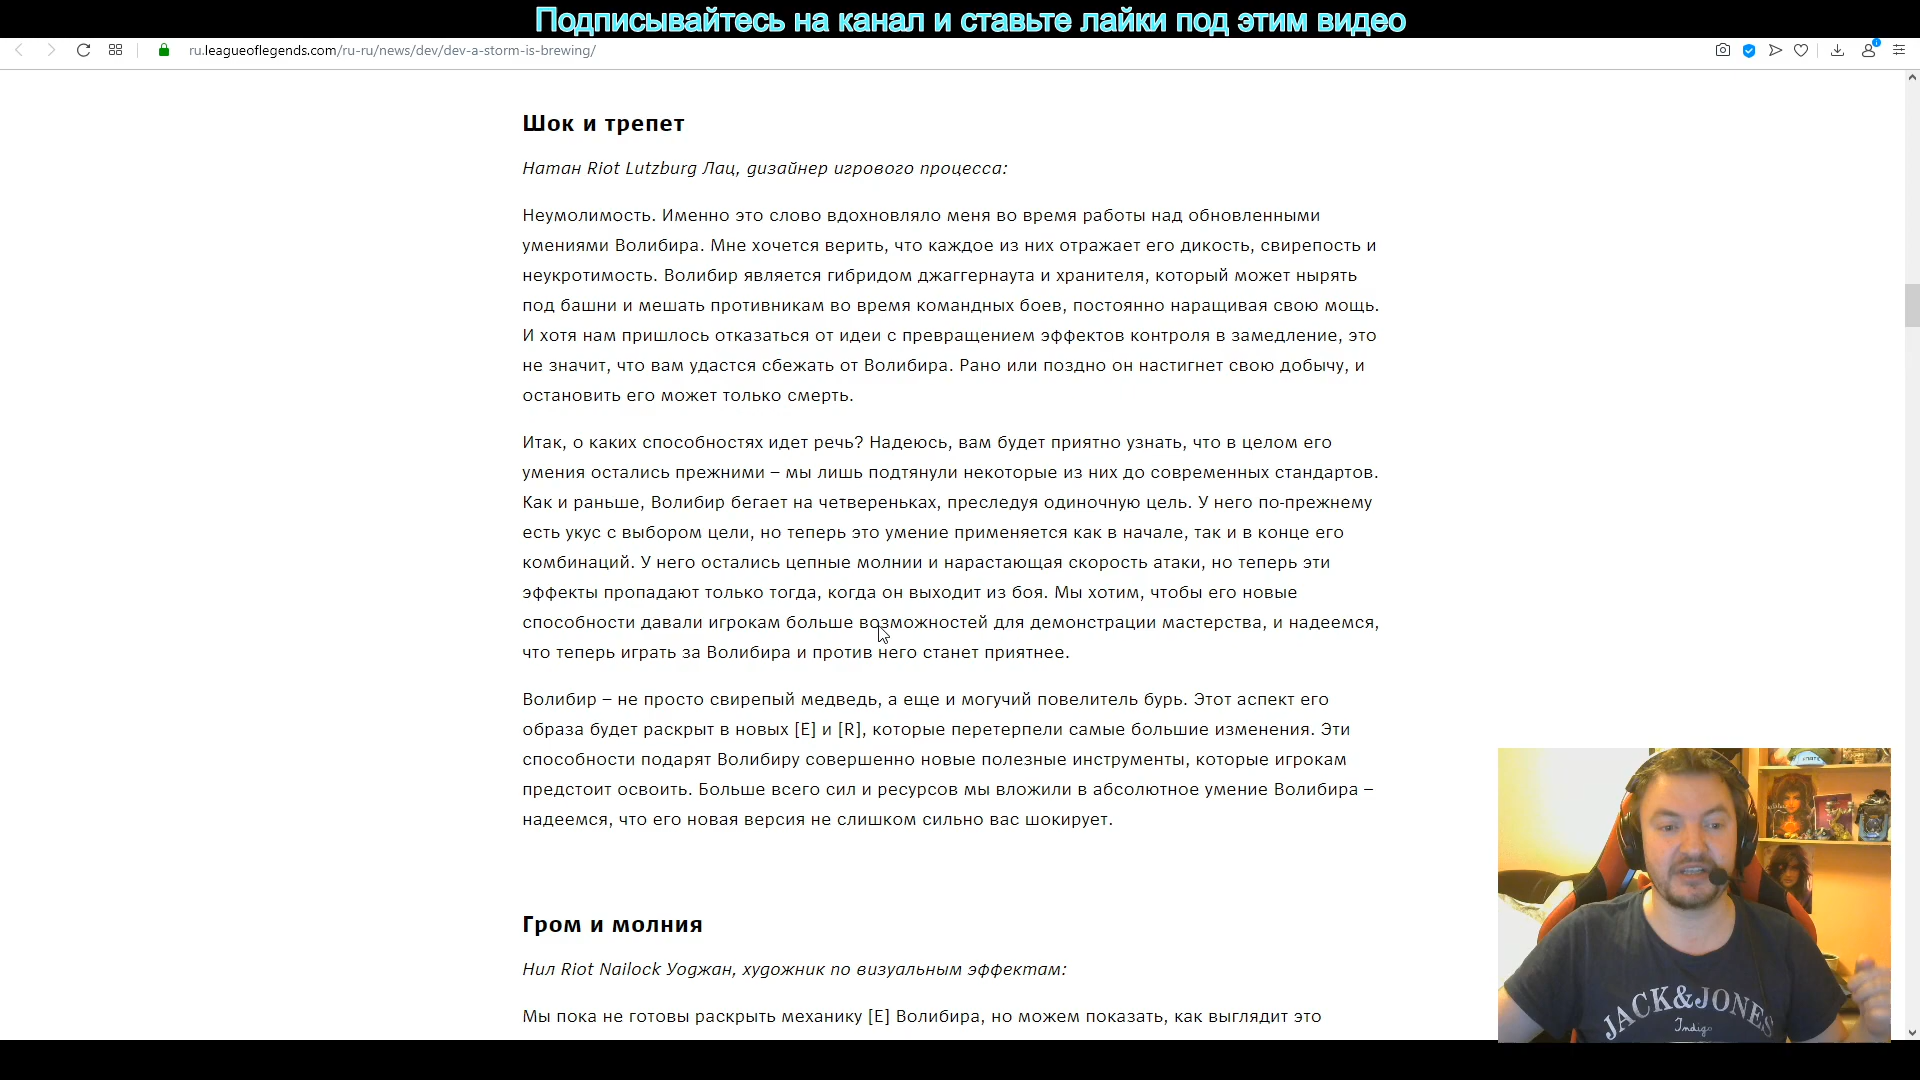 Подписывайтесь на канал и ставьте лайки под этим видео
ru.leagueoflegends.com/ru-ru/news/dev/dev-a-storm-is-brewing/
Шок и трепет
Натан Riot Lutzburg Лац, дизайнер игрового процесса:
Неумолимость. Именно это слово вдохновляло меня во время работы над обновленными
умениями Волибира. Мне хочется верить, что каждое из них отражает его дикость, свирепость и
неукротимость. Волибир является гибридом джаггернаута и хранителя, который может нырять
под башни и мешать противникам во время командных боев, постоянно наращивая свою мощь.
И хотя нам пришлось отказаться от идеи с превращением эффектов контроля в замедление, это
не значит, что вам удастся сбежать от Волибира. Рано или поздно он настигнет свою добычу, и
остановить его может только смерть.
Итак, о каких способностях идет речь? Надеюсь, вам будет приятно узнать, что в целом его
умения остались прежними – мы лишь подтянули некоторые из них до современных стандартов.
Как и раньше, Волибир бегает на четвереньках, преследуя одиночную цель. У него по-прежнему
есть укус с выбором цели, но теперь это умение применяется как в начале, так и в конце его
комбинаций. У него остались цепные молнии и нарастающая скорость атаки, но теперь эти
эффекты пропадают только тогда, когда он выходит из боя. Мы хотим, чтобы его новые
способности давали игрокам больше возможностей для демонстрации мастерства, и надеемся,
что теперь играть за Волибира и против него станет приятнее.
Волибир – не просто свирепый медведь, а еще и могучий повелитель бурь. Этот аспект его
образа будет раскрыт в новых [E] и [R], которые перетерпели самые большие изменения. Эти
способности подарят Волибиру совершенно новые полезные инструменты, которые игрокам
предстоит освоить. Больше всего сил и ресурсов мы вложили в абсолютное умение Волибира –
надеемся, что его новая версия не слишком сильно вас шокирует.
Гром и молния
Нил Riot Nailock Уоджан, художник по визуальным эффектам:
Мы пока не готовы раскрыть механику [E] Волибира, но можем показать, как выглядит это
JACK&JONES
Indigo